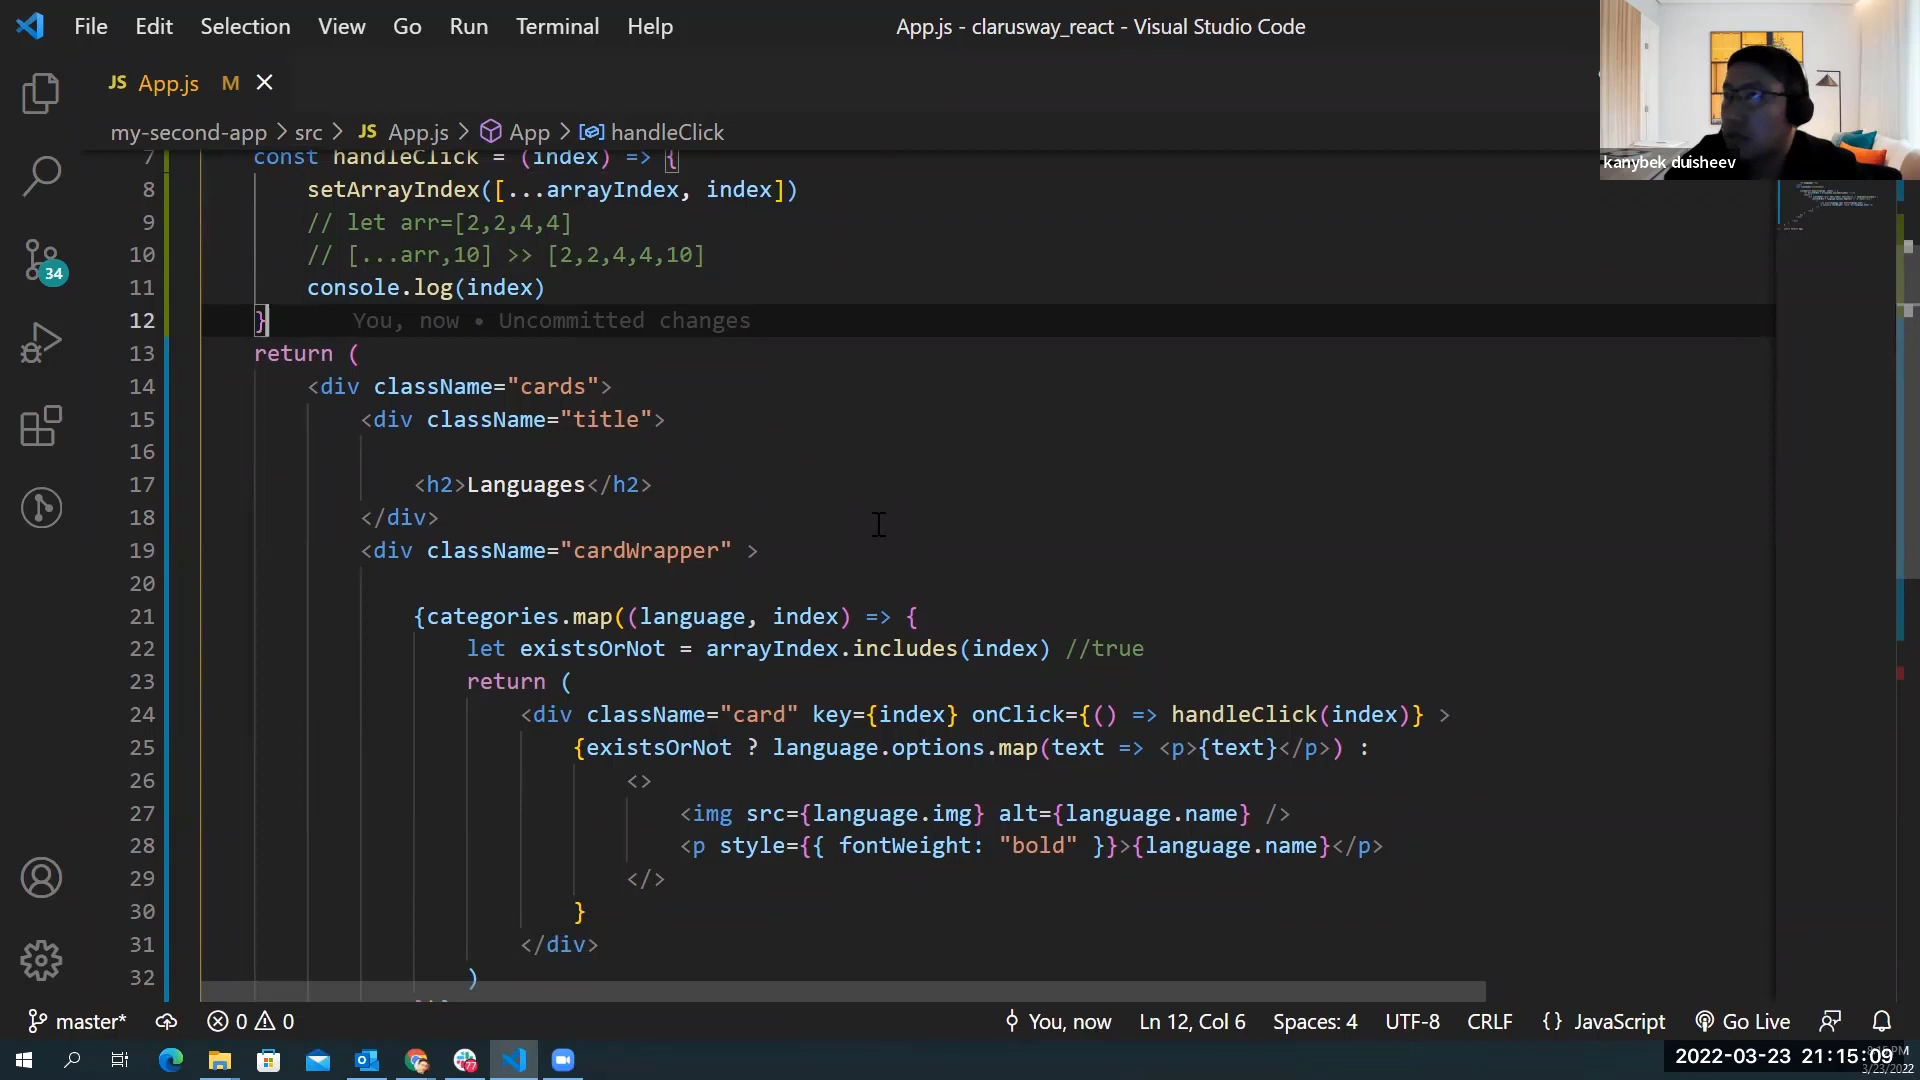 File Edit Selection View Go Run Terminal Help
App.js - clarusway_react - Visual Studio Code
JS App.js M
my-second-app > src > JS App.js > App > handleClick
kanybek duisheev
7 const handleClick = (index) => {
8 setArrayIndex([...arrayIndex, index])
9 // let arr=[2,2,4,4]
10 // [...arr,10] >> [2,2,4,4,10]
11 console.log(index)
12 } You, now • Uncommitted changes
13 return (
14 <div className="cards">
15 <div className="title">
16
17 <h2>Languages</h2>
18 </div>
19 <div className="cardWrapper" >
20
21 {categories.map((language, index) => {
22 let existsOrNot = arrayIndex.includes(index) //true
23 return (
24 <div className="card" key={index} onClick={() => handleClick(index)} >
25 {existsOrNot ? language.options.map(text => <p>{text}</p>) :
26 <>
27 <img src={language.img} alt={language.name} />
28 <p style={{ fontWeight: "bold" }}>{language.name}</p>
29 </>
30 }
31 </div>
32 )
34
master* 0 0 You, now Ln 12, Col 6 Spaces: 4 UTF-8 CRLF {} JavaScript Go Live
77
2022-03-23 21:15:09
3/23/2022